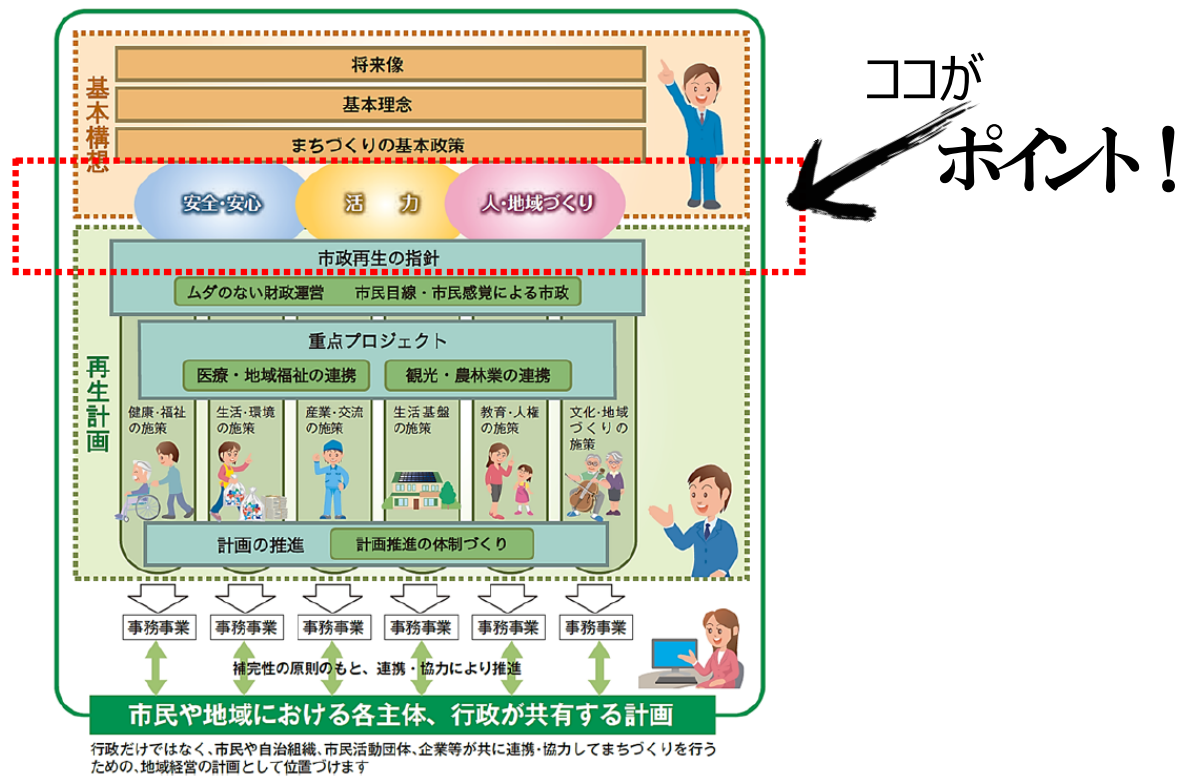 将来像
基本理念
まちづくりの基本政策
基本構想
ココが
ポイント！
安全・安心
活　力
人・地域づくり
市政再生の指針
ムダのない財政運営　市民目線・市民感覚による市政
重点プロジェクト
医療・地域福祉の連携
観光・農林業の連携
再生計画
健康・福祉
の施策
生活・環境
の施策
産業・交流
の施策
生活基盤
の施策
教育・人権
の施策
文化・地域
づくりの
施策
計画の推進
計画推進の体制づくり
事務事業 事務事業 事務事業 事務事業 事務事業 事務事業
補完性の原則のもと、連携・協力により推進
市民や地域における各主体、行政が共有する計画
行政だけではなく、市民や自治組織、市民活動団体、企業等が共に連携・協力してまちづくりを行う
ための、地域経営の計画として位置づけます